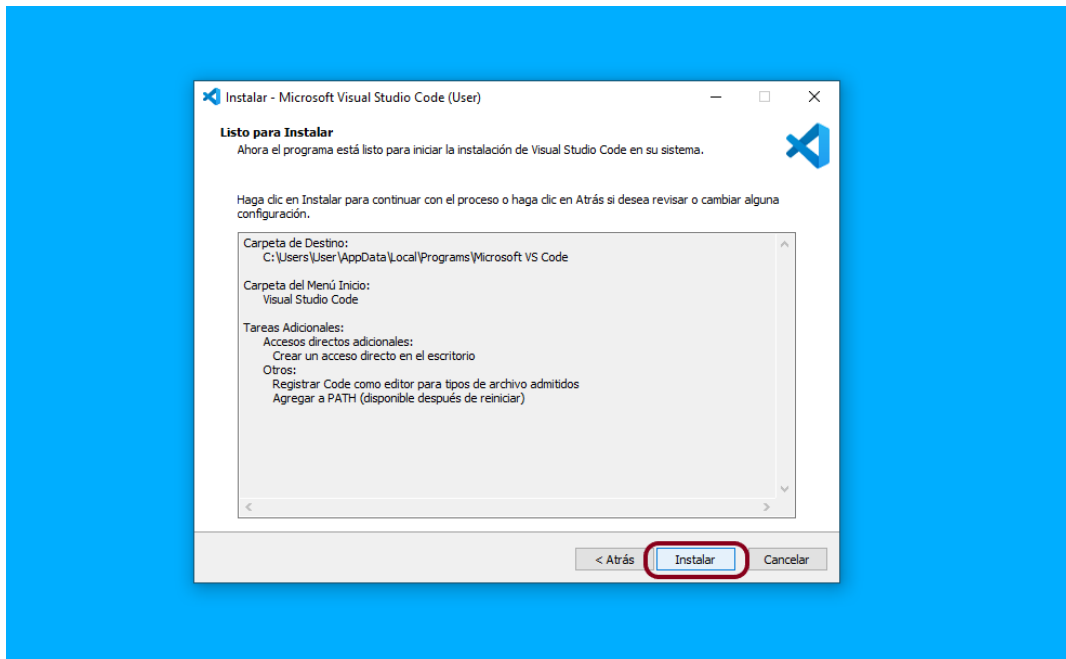 Instalar - Microsoft Visual Studio Code (User)
Listo para Instalar
Ahora el programa está listo para iniciar la instalación de Visual Studio Code en su sistema.
Haga clic en Instalar para continuar con el proceso o haga clic en Atrás si desea revisar o cambiar alguna
configuración.
Carpeta de Destino:
C:\Users\User\AppData\Local\Programs\Microsoft VS Code
Carpeta del Menú Inicio:
Visual Studio Code
Tareas Adicionales:
Accesos directos adicionales:
Crear un acceso directo en el escritorio
Otros:
Registrar Code como editor para tipos de archivo admitidos
Agregar a PATH (disponible después de reiniciar)
< Atrás Instalar Cancelar